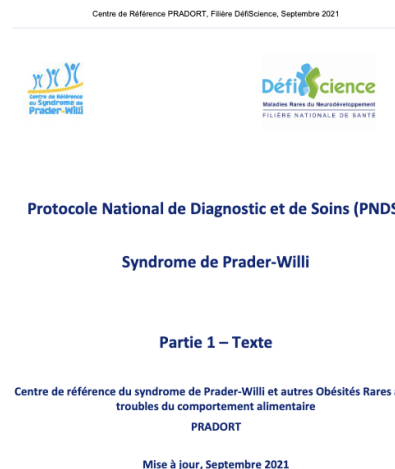 Centre de Référence PRADORT, Filière DéfiScience, Septembre 2021
Centre de Référence
du Syndrome de
Prader-Willi
DéfiScience
Maladies Rares du Neurodéveloppement
FILIÈRE NATIONALE DE SANTÉ
Protocole National de Diagnostic et de Soins (PNDS
Syndrome de Prader-Willi
Partie 1 – Texte
Centre de référence du syndrome de Prader-Willi et autres Obésités Rares
troubles du comportement alimentaire
PRADORT
Mise à jour, Septembre 2021